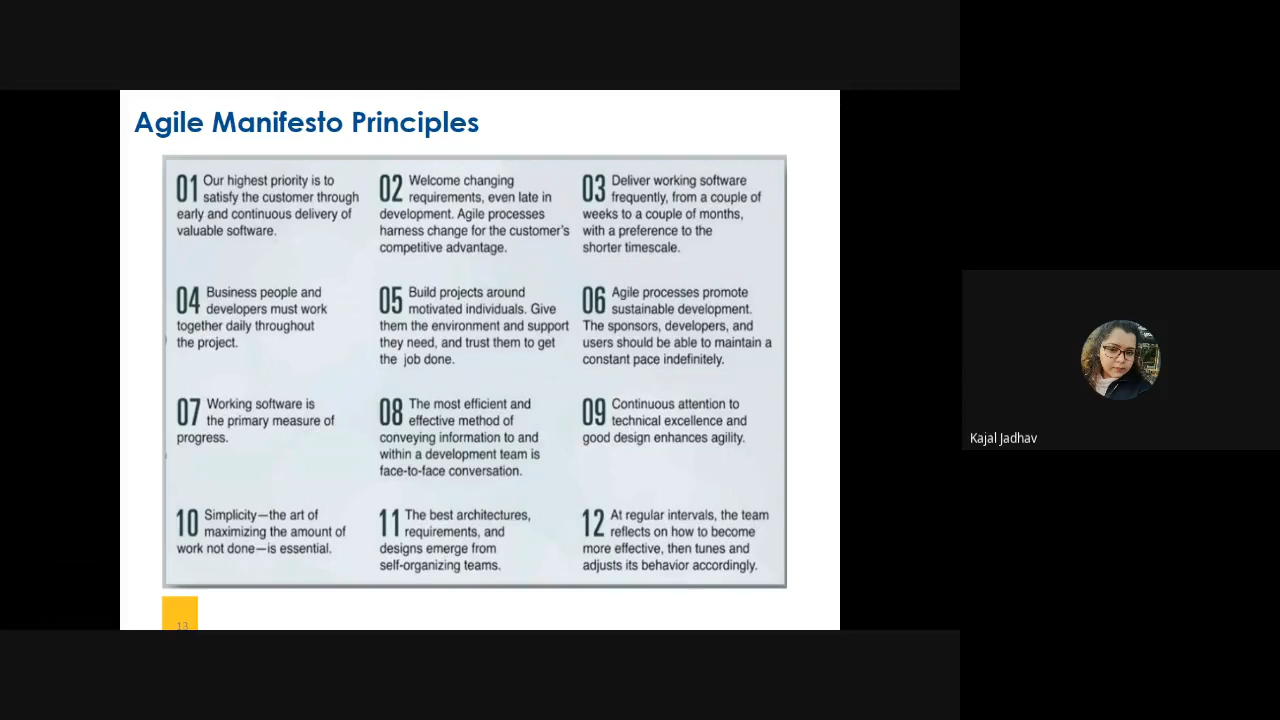 Agile Manifesto Principles
01 Our highest priority is to
satisfy the customer through
early and continuous delivery of
valuable software.
02 Welcome changing
requirements, even late in
development. Agile processes
harness change for the customer's
competitive advantage.
03 Deliver working software
frequently, from a couple of
weeks to a couple of months,
with a preference to the
shorter timescale.
04 Business people and
developers must work
together daily throughout
the project.
05 Build projects around
motivated individuals. Give
them the environment and support
they need, and trust them to get
the job done.
06 Agile processes promote
sustainable development.
The sponsors, developers, and
users should be able to maintain a
constant pace indefinitely.
07 Working software is
the primary measure of
progress.
08 The most efficient and
effective method of
conveying information to and
within a development team is
face-to-face conversation.
09 Continuous attention to
technical excellence and
good design enhances agility.
10 Simplicity—the art of
maximizing the amount of
work not done—is essential.
11 The best architectures,
requirements, and
designs emerge from
self-organizing teams.
12 At regular intervals, the team
reflects on how to become
more effective, then tunes and
adjusts its behavior accordingly.
13
Kajal Jadhav